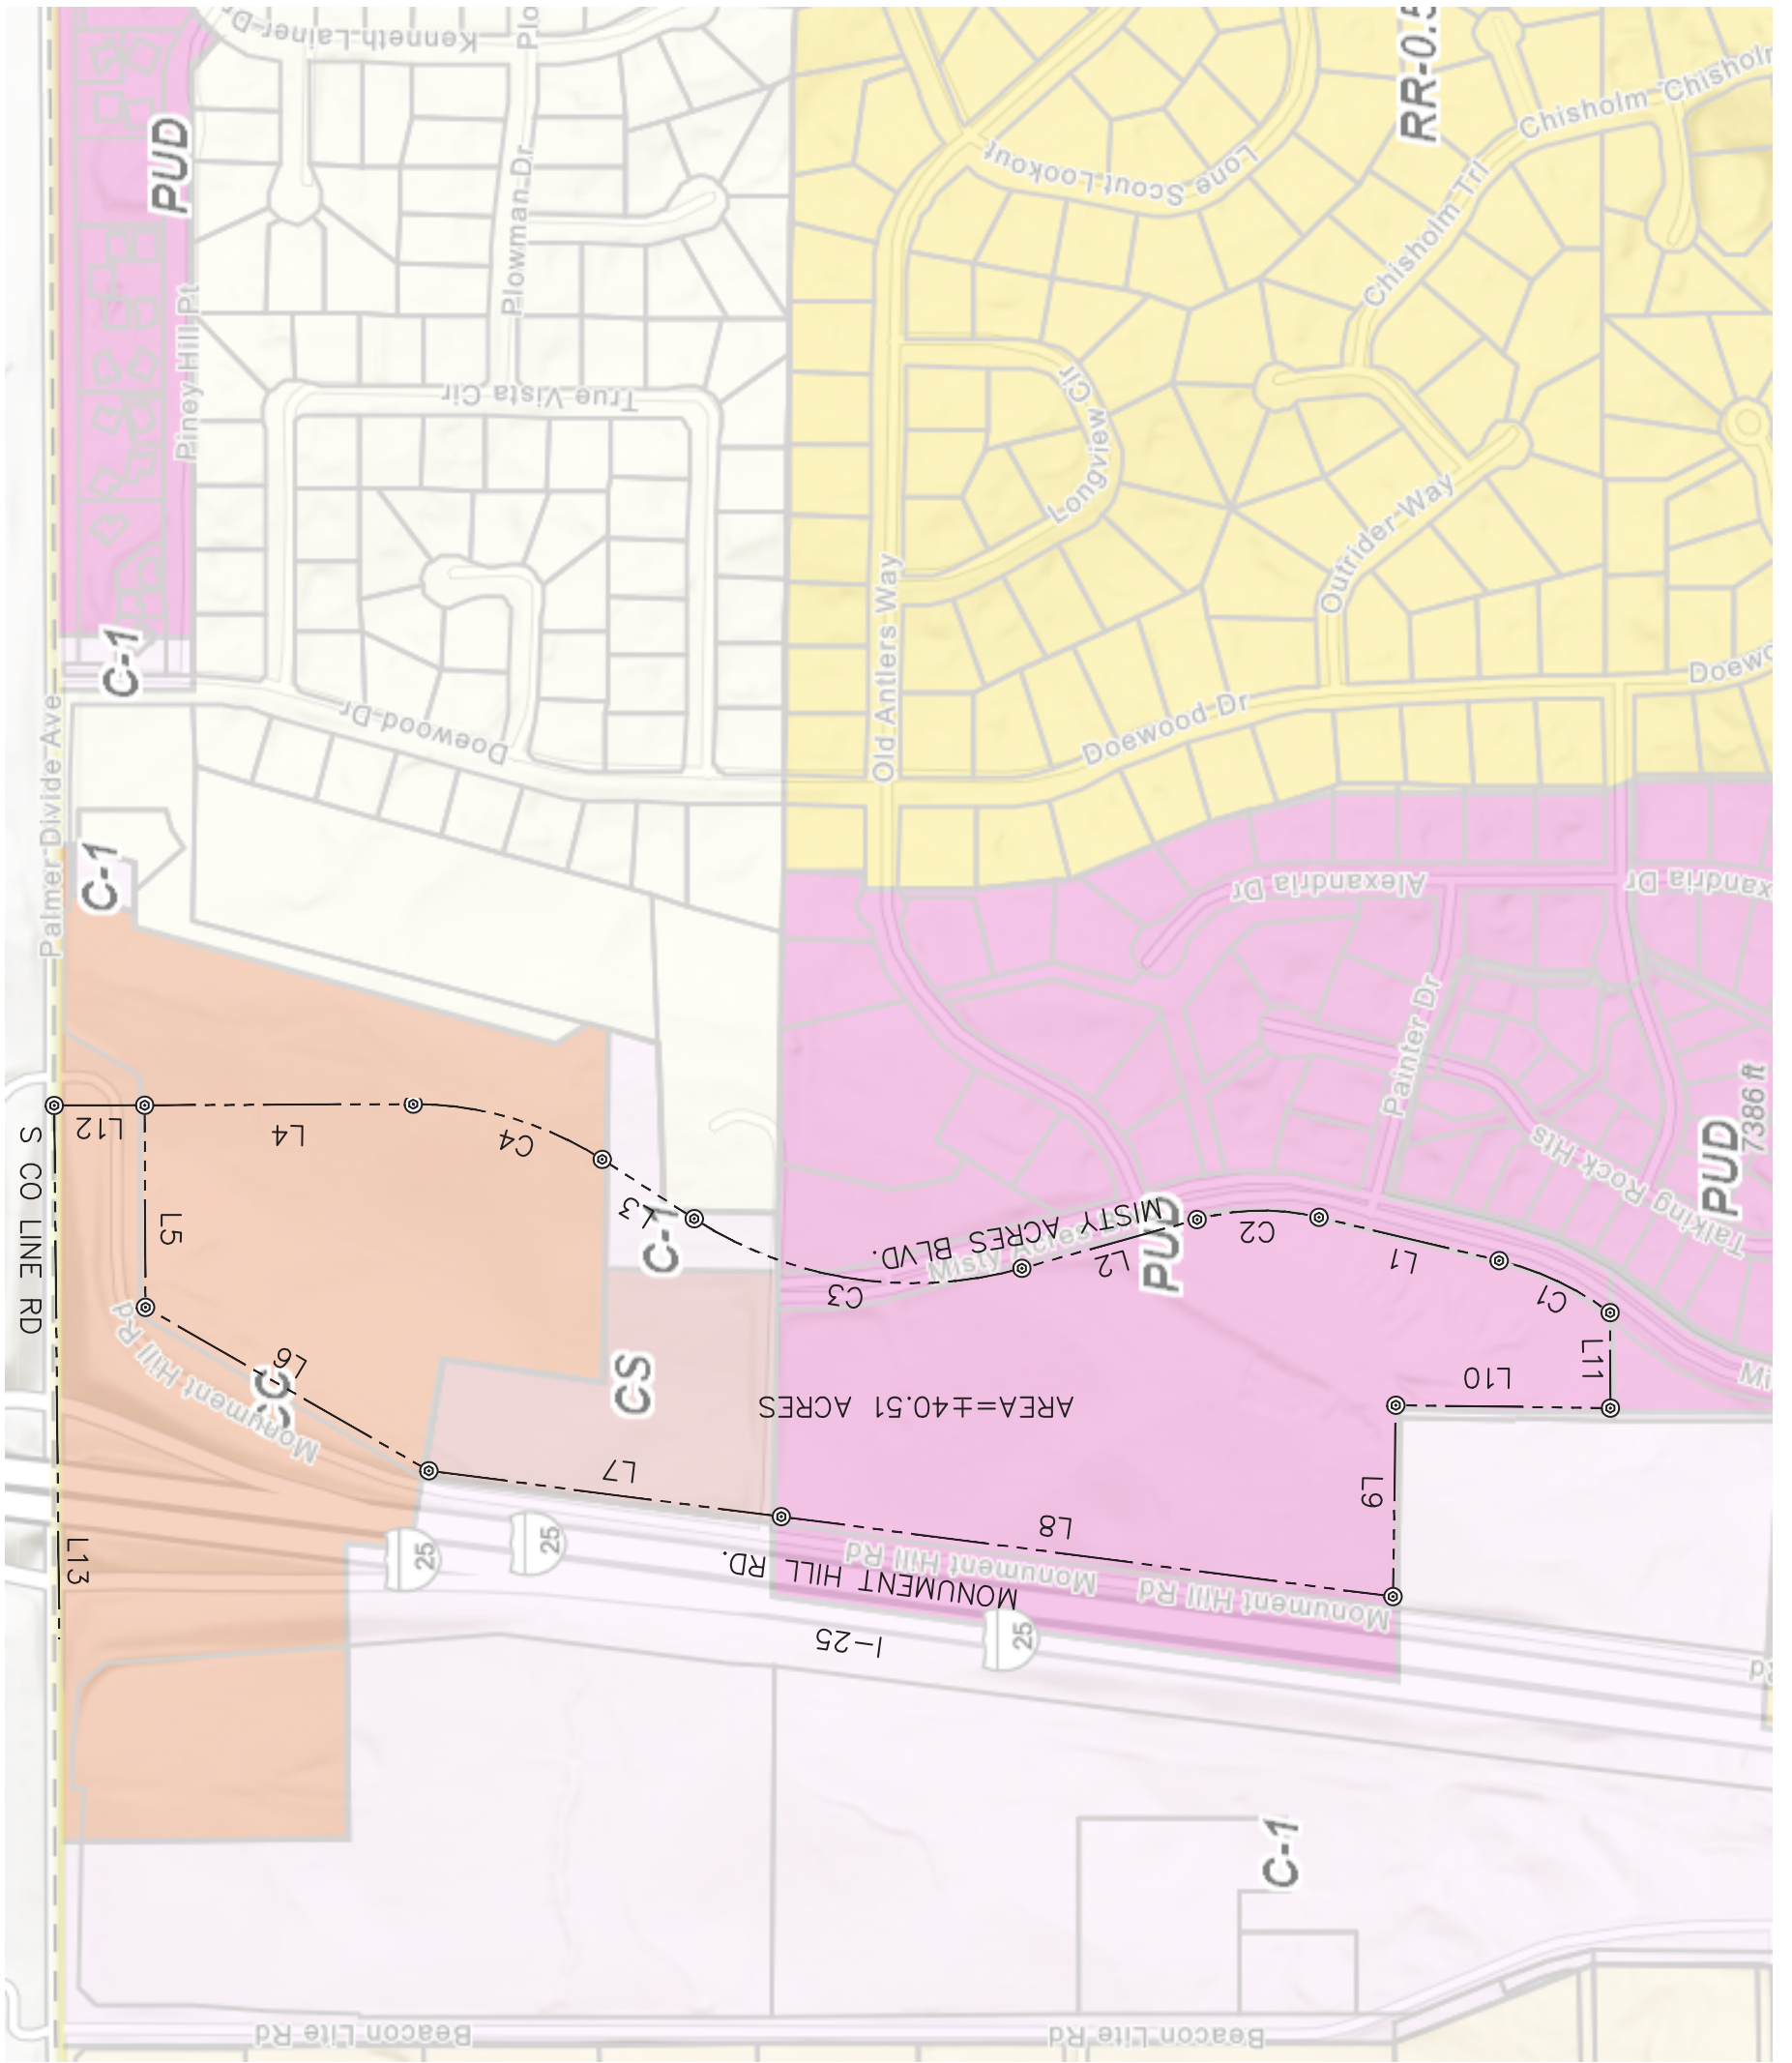 Kenneth Lainer Dr
Plo
RR-0.5
Chisholm
Chisholm
PUD
Plowman Dr
Lone Scout Lookout
Chisholm Trl
Piney Hill Pt
True Vista Cir
Longview Cir
Outrider Way
Old Antlers Way
C-1
Doewood Dr
Doewood Dr
Doewo
Palmer Divide Ave
C-1
Alexandria Dr
xandria Dr
Painter Dr
7386 ft
PUD
Talking Rock Hts
S CO LINE RD
L12
L4
C4
L3
C-1
L5
Monument Hill Rd
L6
CS
MISTY ACRES BLVD.
Misty Acres B
PUD
C3
L2
C2
L1
C1
L11
L10
Mi
AREA=±40.51 ACRES
L7
L9
L8
L13
25
25
Monument Hill Rd
Monument Hill Rd
MONUMENT HILL RD.
I-25
25
Rd
C-1
Beacon Lite Rd
Beacon Lite Rd